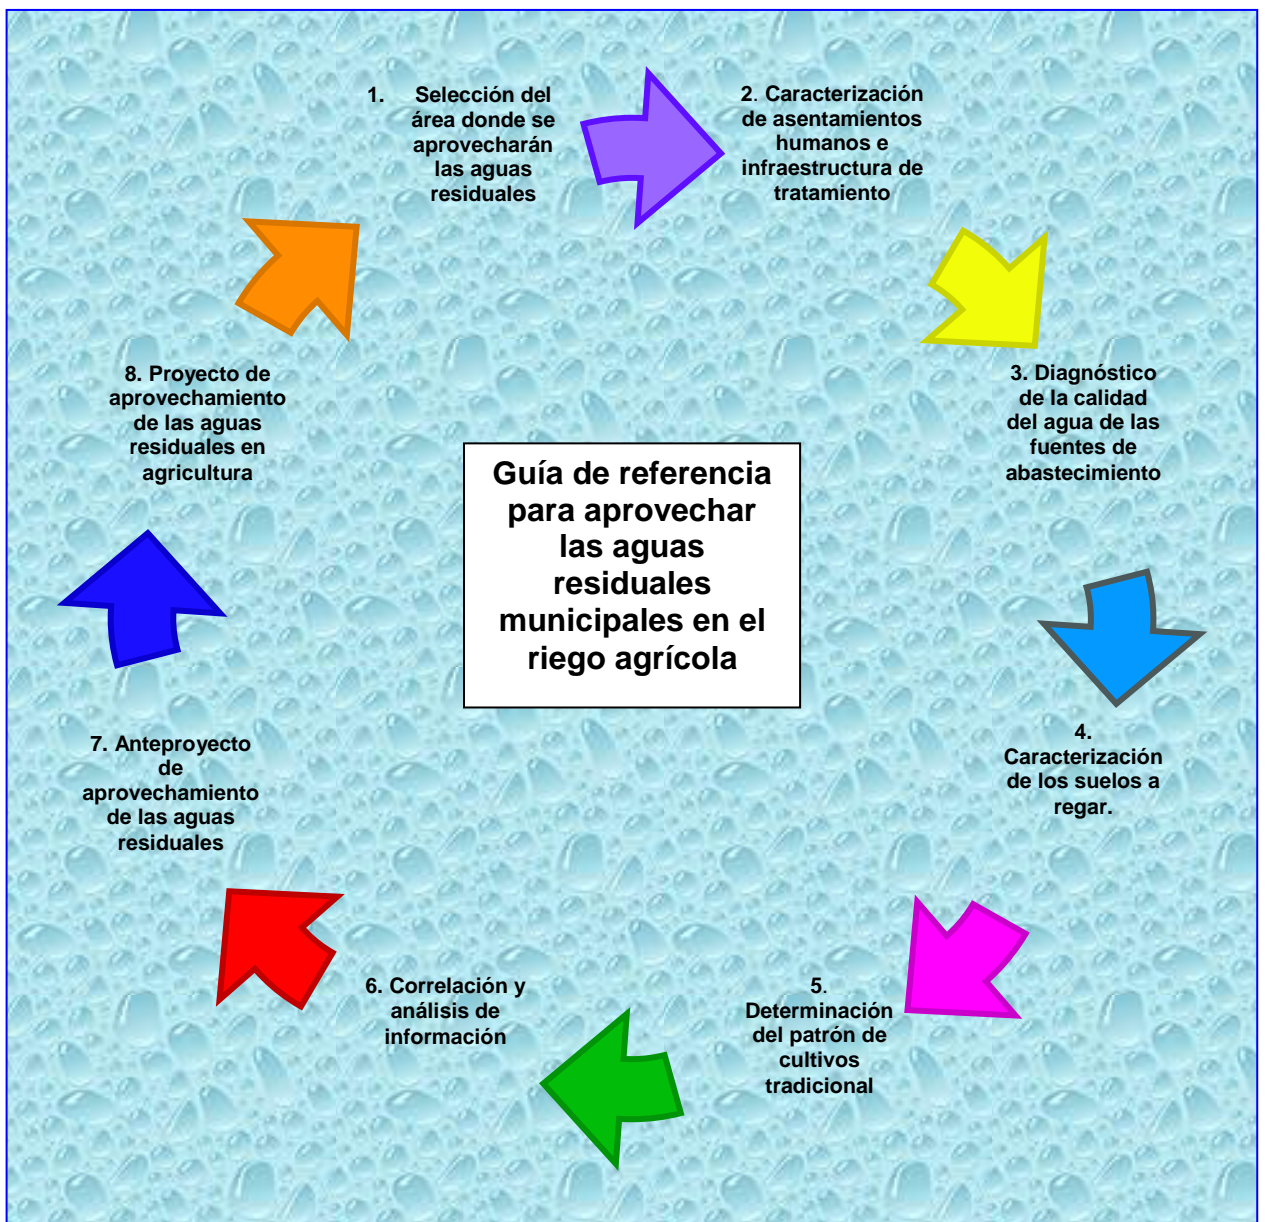 1. Selección del
área donde se
aprovecharán
las aguas
residuales
2. Caracterización
de asentamientos
humanos e
infraestructura de
tratamiento
3. Diagnóstico
de la calidad
del agua de las
fuentes de
abastecimiento
4.
Caracterización
de los suelos a
regar.
5.
Determinación
del patrón de
cultivos
tradicional
6. Correlación y
análisis de
información
7. Anteproyecto
de
aprovechamiento
de las aguas
residuales
8. Proyecto de
aprovechamiento
de las aguas
residuales en
agricultura
Guía de referencia
para aprovechar
las aguas
residuales
municipales en el
riego agrícola